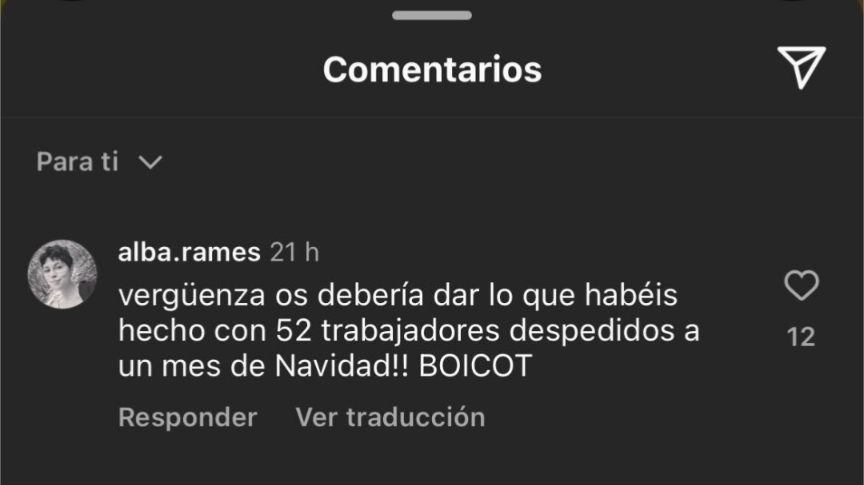 Comentarios
Para ti
alba.rames 21 h
vergüenza os debería dar lo que habéis
hecho con 52 trabajadores despedidos a
un mes de Navidad!! BOICOT
12
Responder Ver traducción